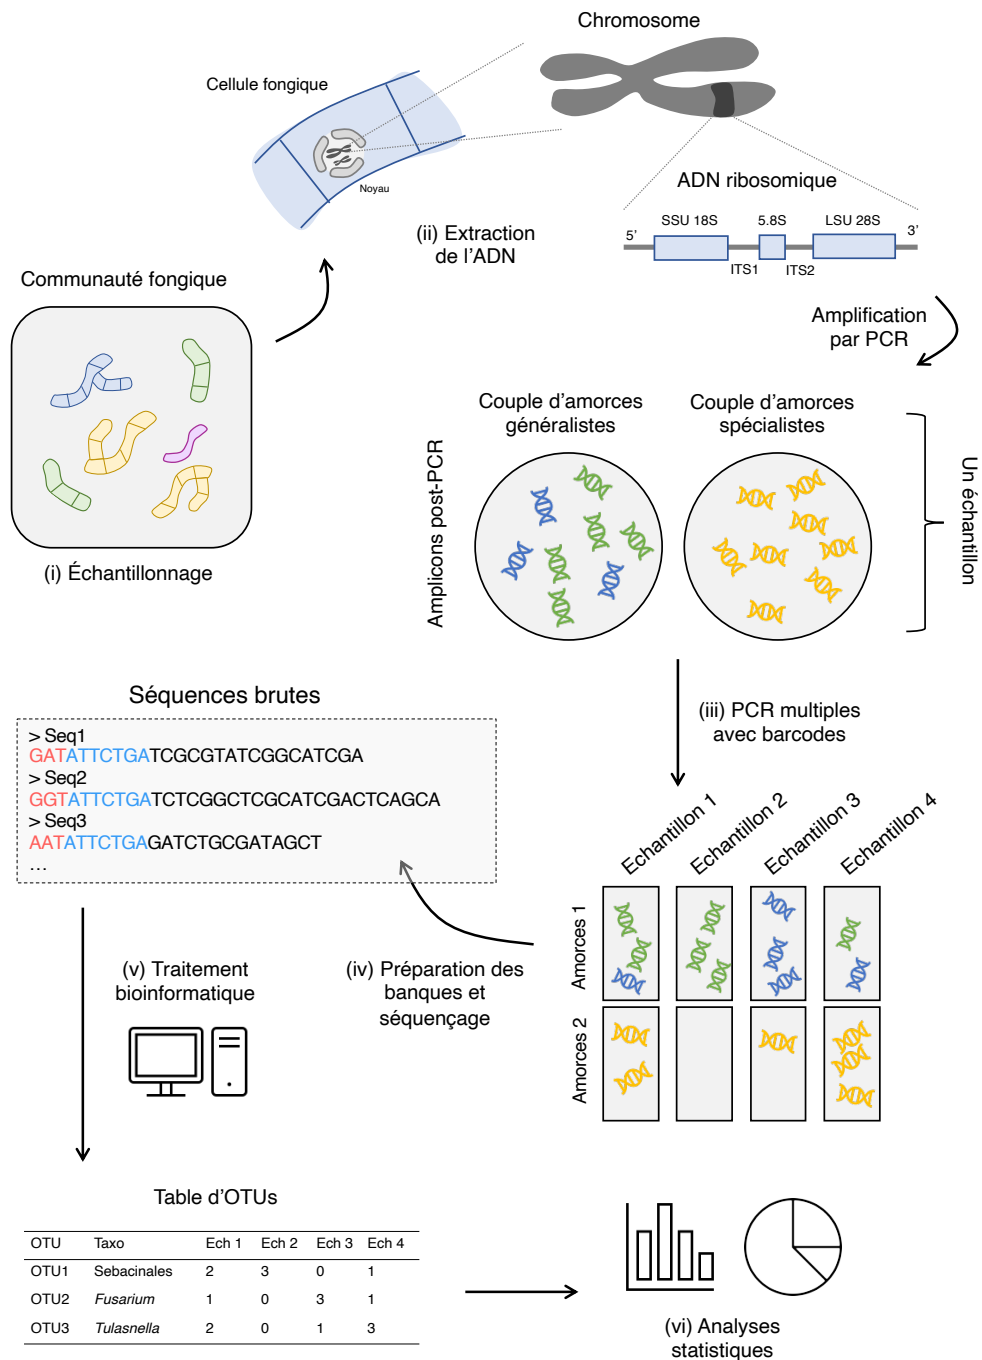 Chromosome
Cellule fongique
Noyau
ADN ribosomique
SSU 18S
5.8S
LSU 28S
5'
3'
ITS1
ITS2
(ii) Extraction
de l'ADN
Communauté fongique
(i) Échantillonnage
Amplification
par PCR
Couple d'amorces
généralistes
Couple d'amorces
spécialistes
Amplicons post-PCR
Un échantillon
(iii) PCR multiples
avec barcodes
Séquences brutes
> Seq1
GATATTCTGATCGCGTATCGGCATCGA
> Seq2
GGTATTCTGATCTCGGCTCGCATCGACTCAGCA
> Seq3
AATATTCTGAGATCTGCGATAGCT
...
Echantillon 1
Echantillon 2
Echantillon 3
Echantillon 4
Amorces 1
Amorces 2
(iv) Préparation des
banques et
séquençage
(v) Traitement
bioinformatique
Table d'OTUs
OTU Taxo Ech 1 Ech 2 Ech 3 Ech 4
OTU1 Sebacinales 2 3 0 1
OTU2 Fusarium 1 0 3 1
OTU3 Tulasnella 2 0 1 3
(vi) Analyses
statistiques